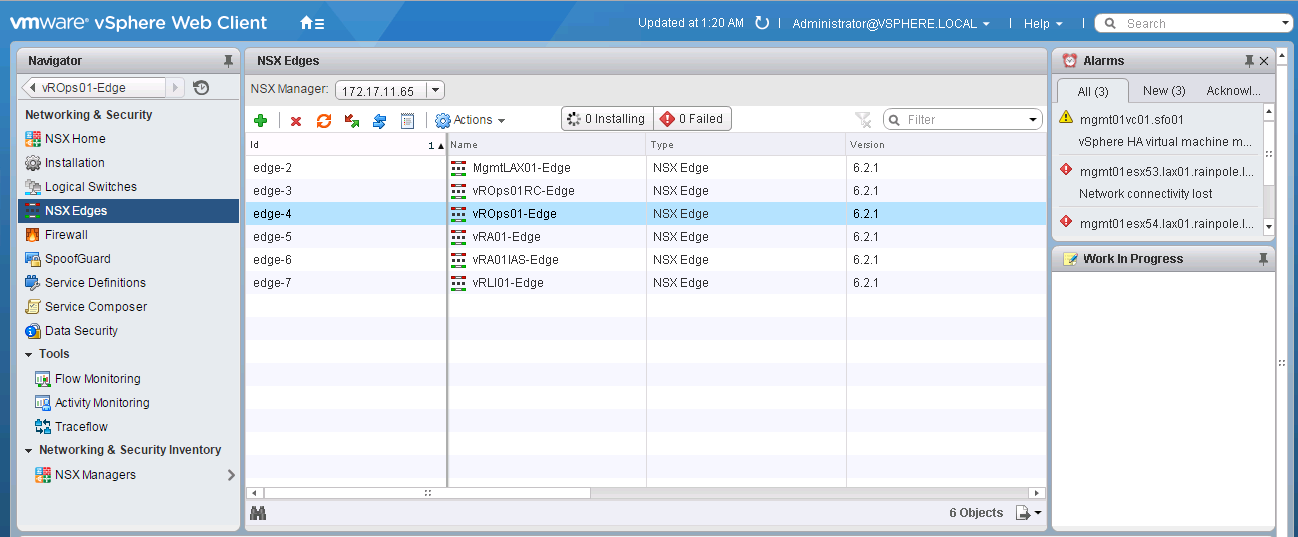 vmware® vSphere Web Client
Updated at 1:20 AM
Administrator@VSPHERE.LOCAL
Help
Search
Navigator
vROps01-Edge
Networking & Security
NSX Home
Installation
Logical Switches
NSX Edges
Firewall
SpoofGuard
Service Definitions
Service Composer
Data Security
Tools
Flow Monitoring
Activity Monitoring
Traceflow
Networking & Security Inventory
NSX Managers
NSX Edges
NSX Manager: 172.17.11.65
Actions
0 Installing
0 Failed
Filter
Id 1 Name Type Version
edge-2 MgmtLAX01-Edge NSX Edge 6.2.1
edge-3 vROps01RC-Edge NSX Edge 6.2.1
edge-4 vROps01-Edge NSX Edge 6.2.1
edge-5 vRA01-Edge NSX Edge 6.2.1
edge-6 vRA01IAS-Edge NSX Edge 6.2.1
edge-7 vRLI01-Edge NSX Edge 6.2.1
6 Objects
Alarms
All (3) New (3) Acknowl...
mgmt01vc01.sfo01
vSphere HA virtual machine m...
mgmt01esx53.lax01.rainpole.l...
Network connectivity lost
mgmt01esx54.lax01.rainpole.l...
Work In Progress